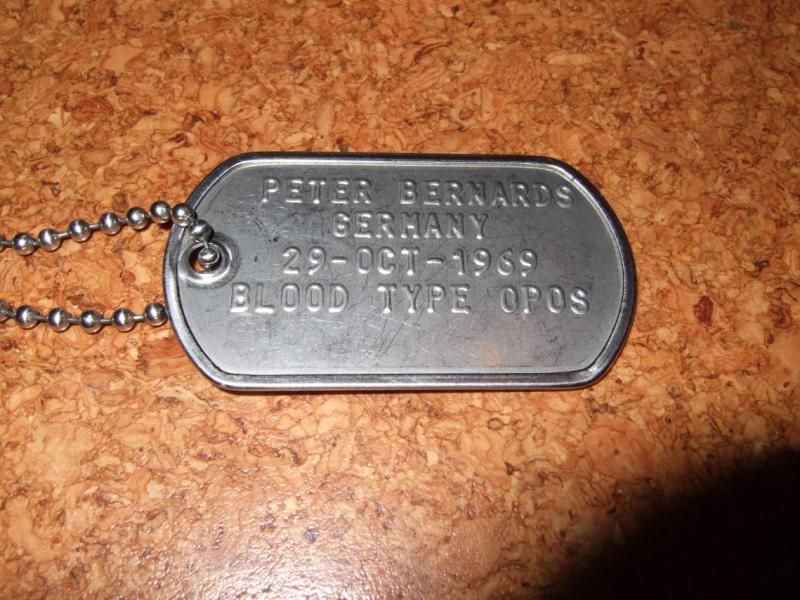 PETER BERNARDS
GERMANY
29-OCT-1969
BLOOD TYPE OPOS